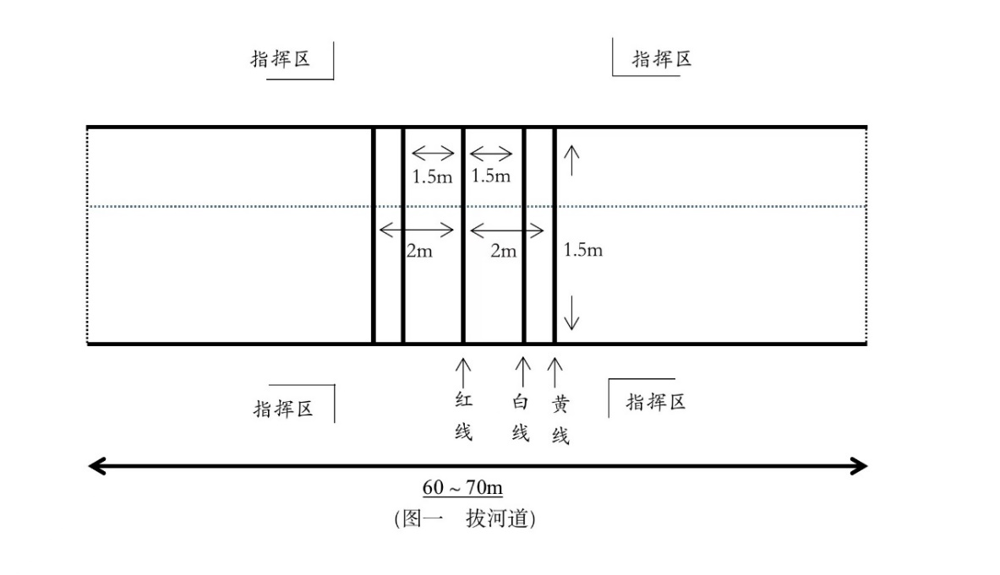 指挥区
指挥区
1.5m
1.5m
2m
2m
1.5m
红线
白线
黄线
指挥区
指挥区
60 ~ 70m
(图一 拔河道)